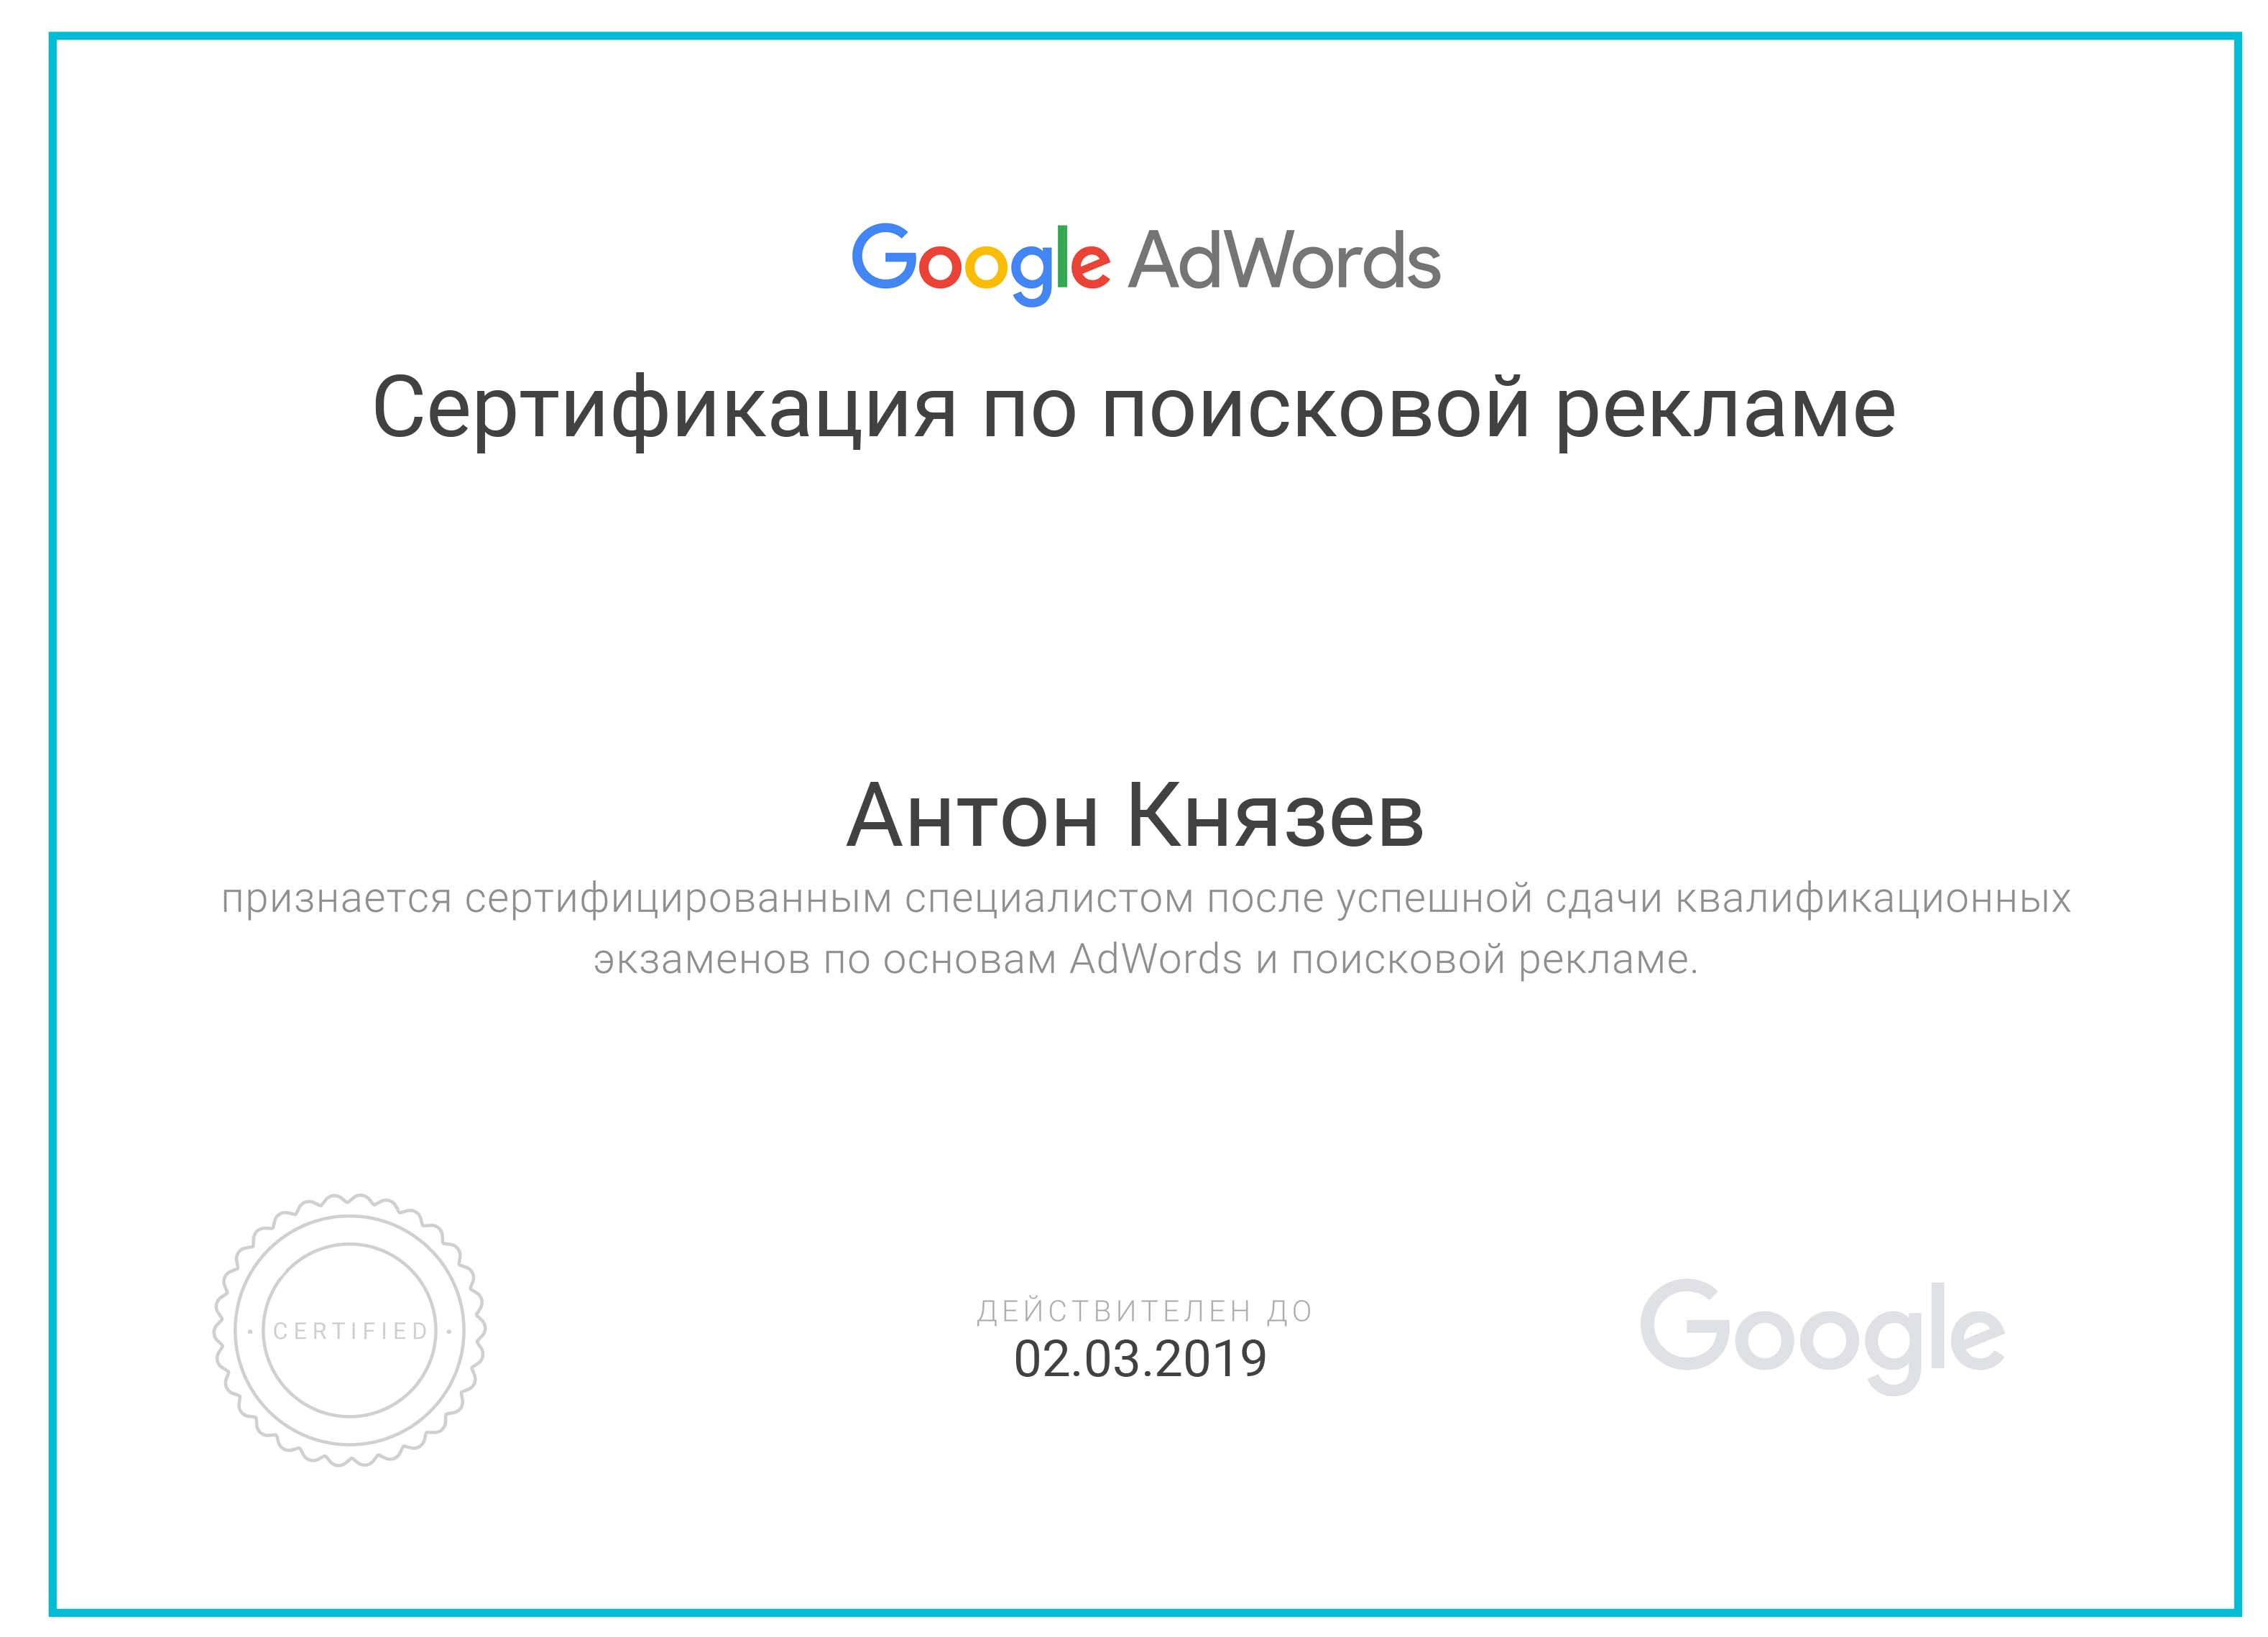 Google AdWords
Сертификация по поисковой рекламе
Антон Князев
признается сертифицированным специалистом после успешной сдачи квалификационных
экзаменов по основам AdWords и поисковой рекламе.
· CERTIFIED ·
ДЕЙСТВИТЕЛЕН ДО
02.03.2019
Google